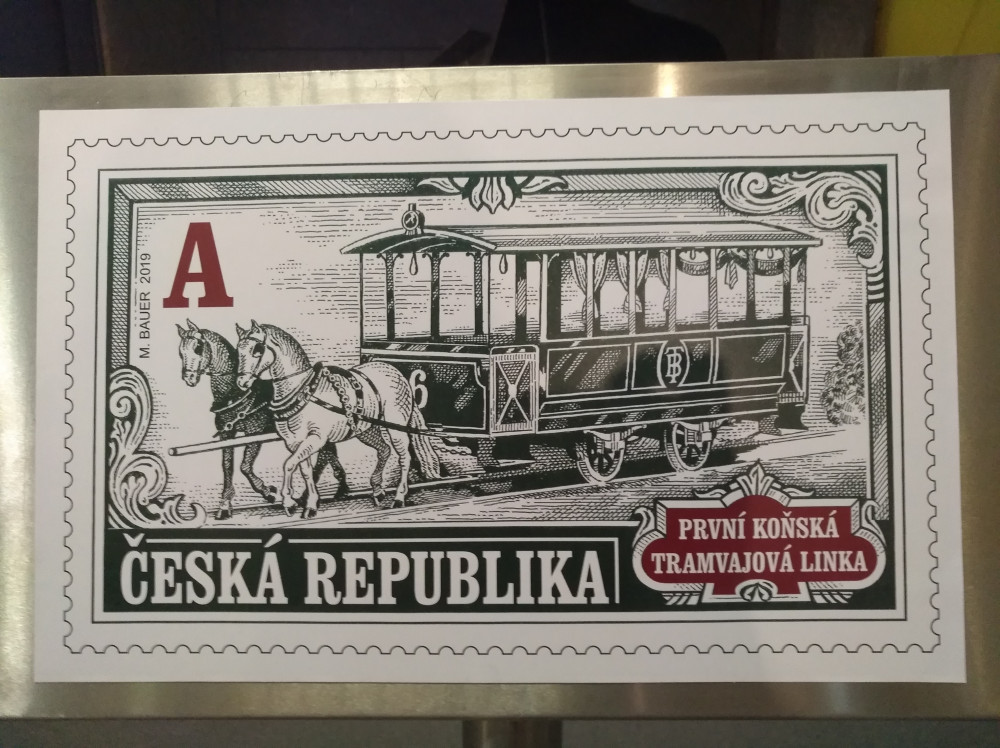 A
M. BAUER 2019
6
B
ČESKÁ REPUBLIKA
PRVNÍ KOŇSKÁ
TRAMVAJOVÁ LINKA